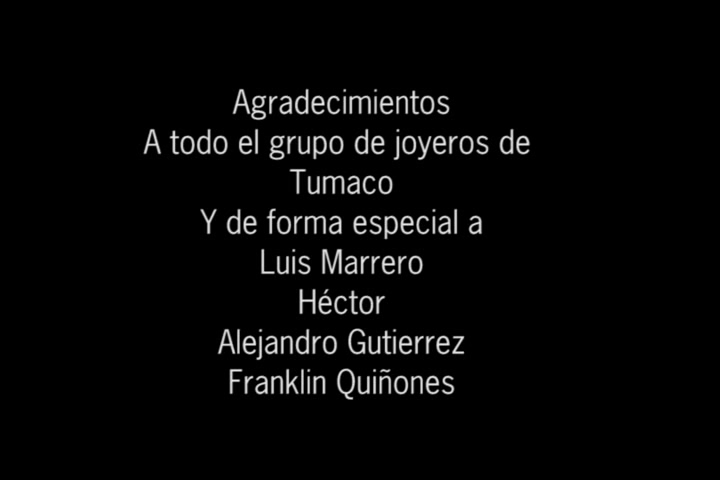 Agradecimientos
A todo el grupo de joyeros de
Tumaco
Y de forma especial a
Luis Marrero
Héctor
Alejandro Gutierrez
Franklin Quiñones